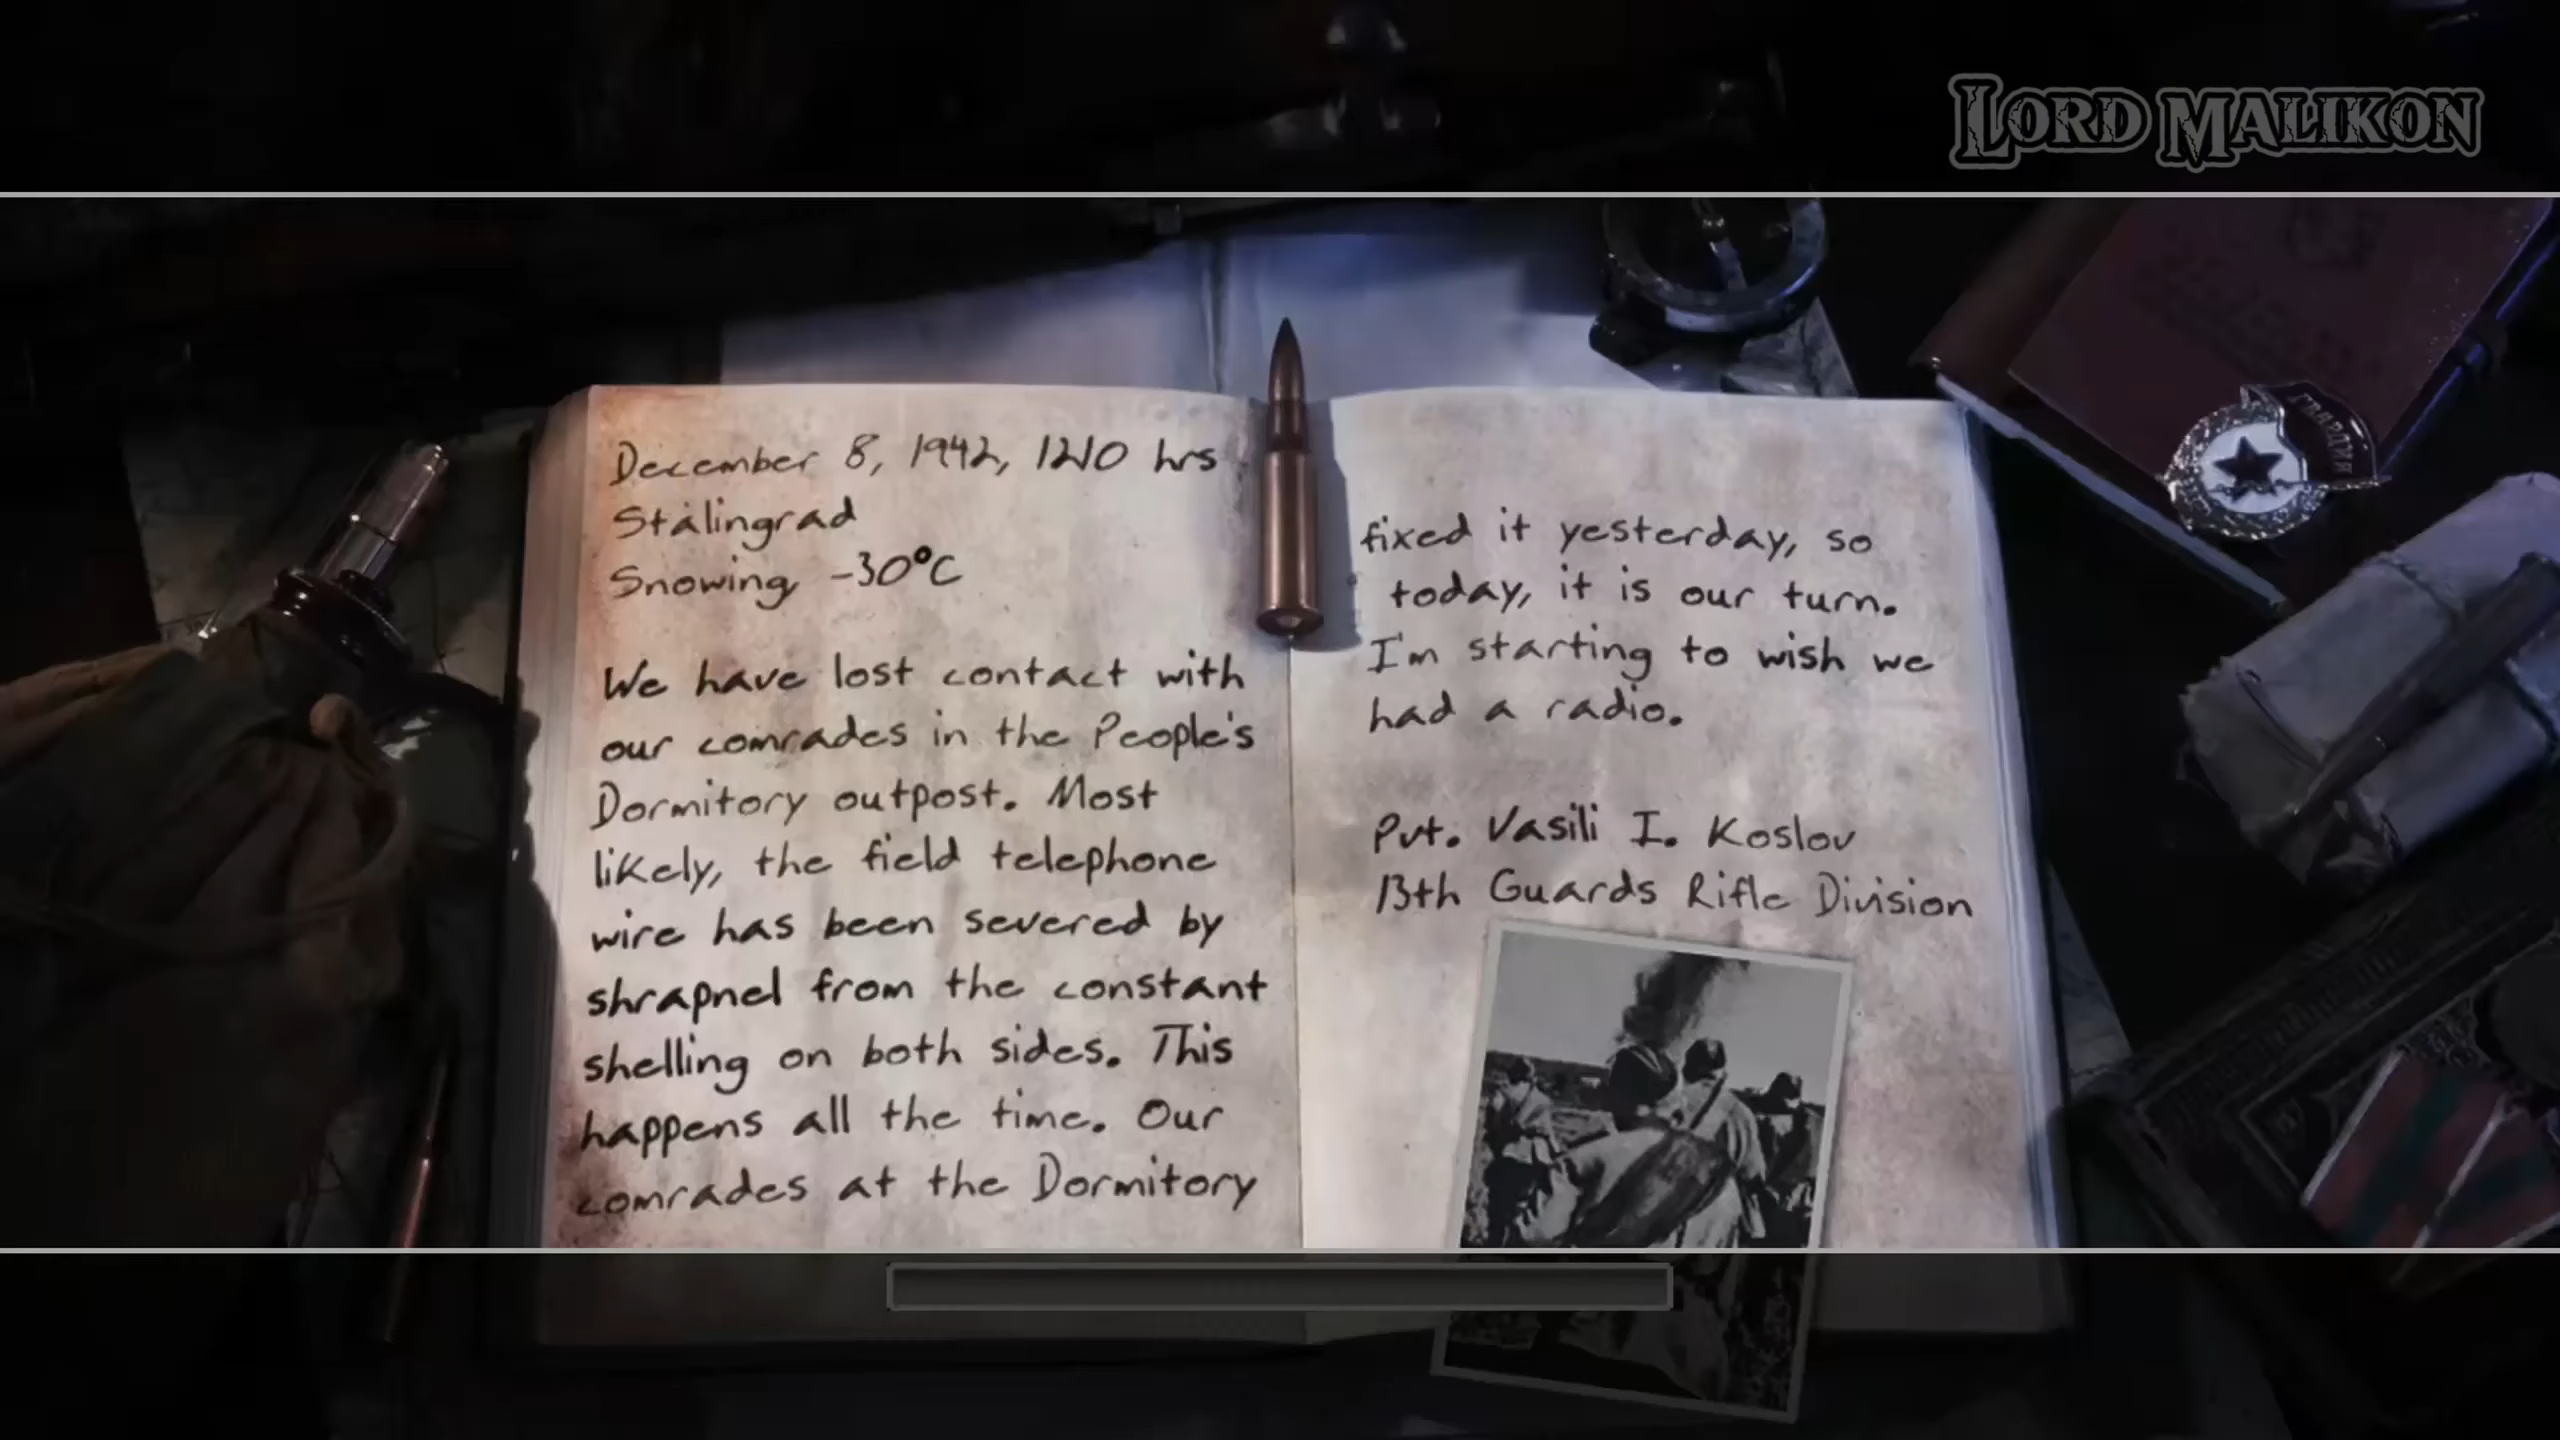 LORD MALIKON
December 8, 1942, 1210 hrs
Stalingrad
Snowing, -30°C
We have lost contact with
our comrades in the People's
Dormitory outpost. Most
likely, the field telephone
wire has been severed by
shrapnel from the constant
shelling on both sides. This
happens all the time. Our
comrades at the Dormitory
fixed it yesterday, so
today, it is our turn.
I'm starting to wish we
had a radio.
Pvt. Vasili I. Koslov
13th Guards Rifle Division
ГВАРДИЯ